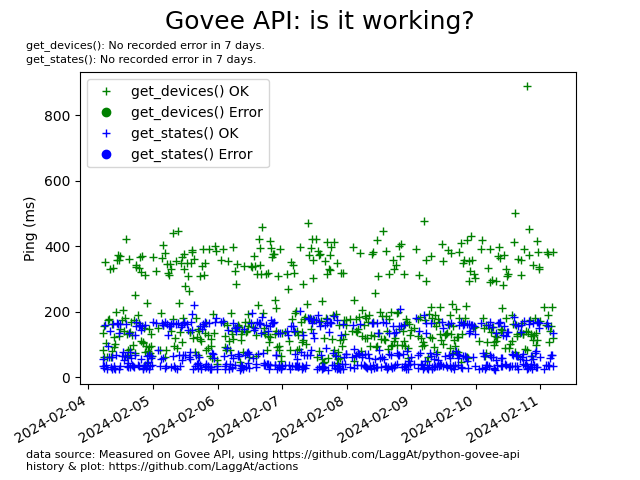 Govee API: is it working?
get_devices(): No recorded error in 7 days.
get_states(): No recorded error in 7 days.
get_devices() OK
get_devices() Error
get_states() OK
get_states() Error
Ping (ms)
800
600
400
200
0
2024-02-04
2024-02-05
2024-02-06
2024-02-07
2024-02-08
2024-02-09
2024-02-10
2024-02-11
data source: Measured on Govee API, using https://github.com/LaggAt/python-govee-api
history & plot: https://github.com/LaggAt/actions